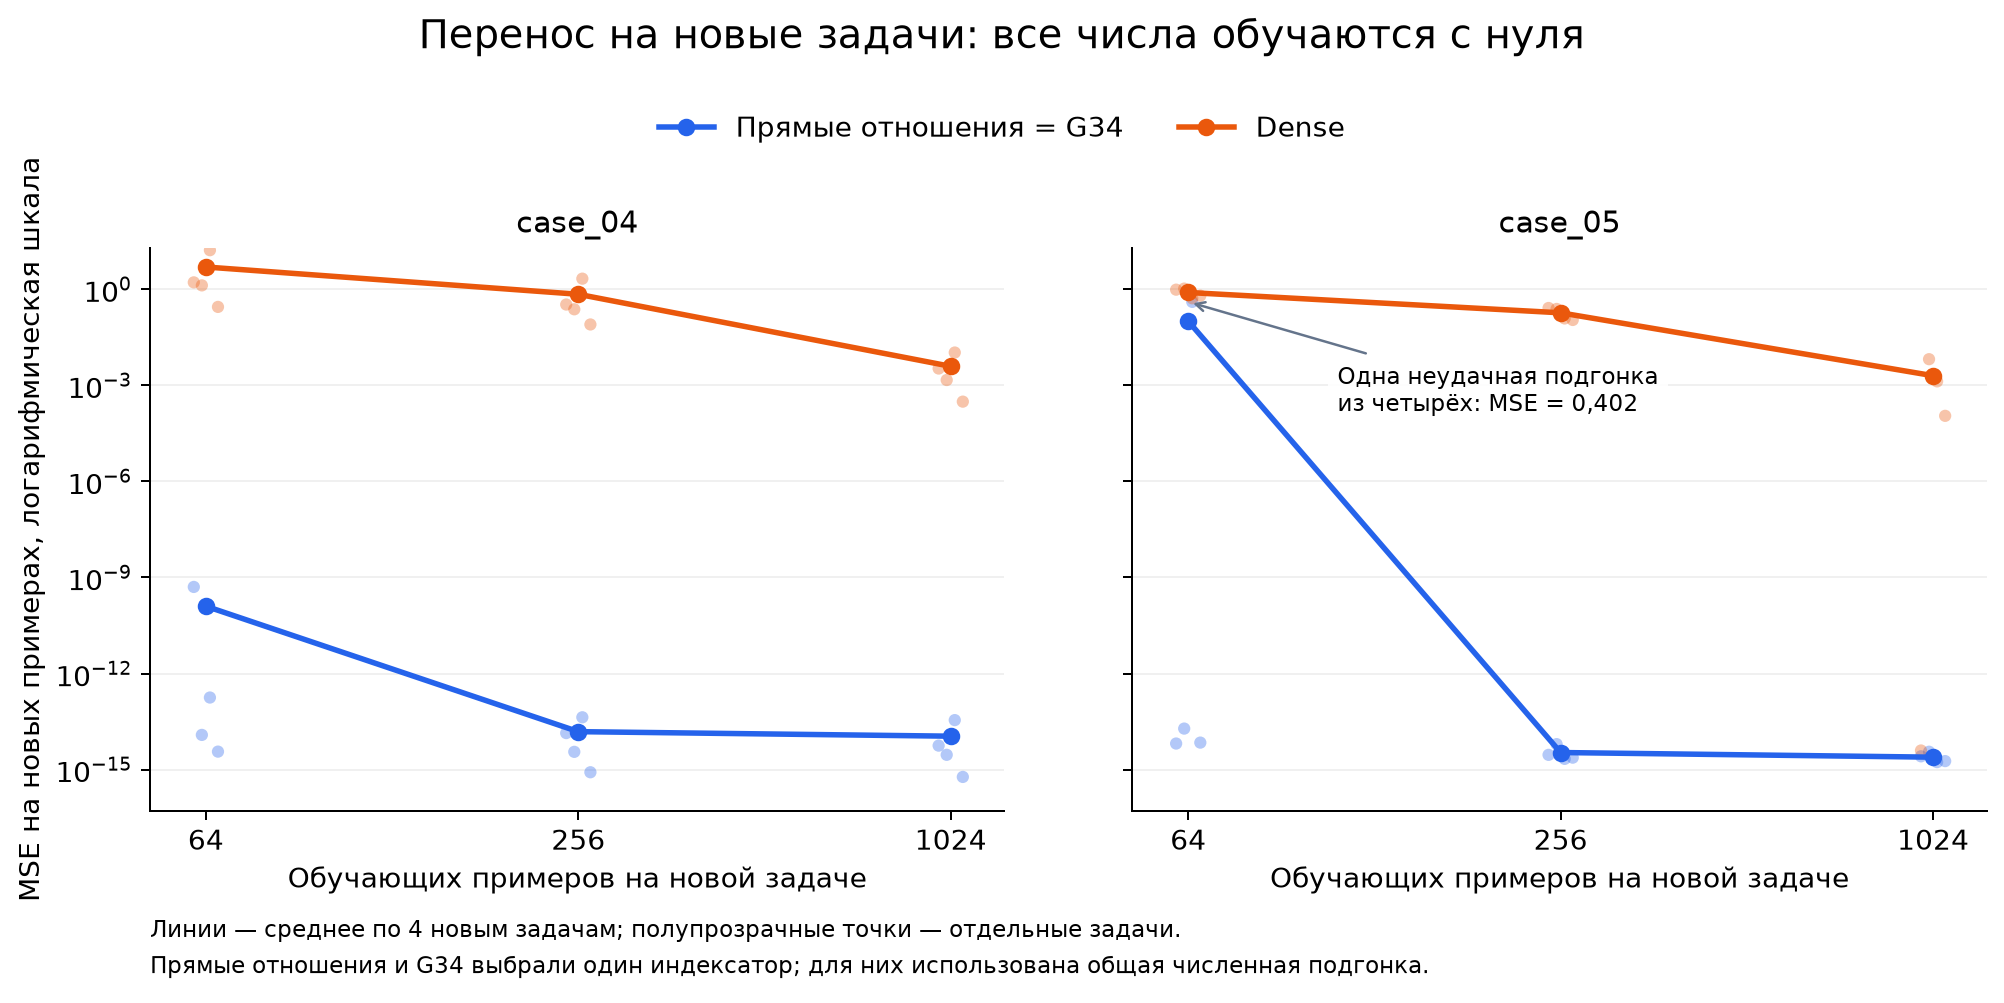 Перенос на новые задачи: все числа обучаются с нуля
Прямые отношения = G34
Dense
MSE на новых примерах, логарифмическая шкала
case_04
10⁰
10⁻³
10⁻⁶
10⁻⁹
10⁻¹²
10⁻¹⁵
64
256
1024
Обучающих примеров на новой задаче
case_05
Одна неудачная подгонка
из четырёх: MSE = 0,402
64
256
1024
Обучающих примеров на новой задаче
Линии — среднее по 4 новым задачам; полупрозрачные точки — отдельные задачи.
Прямые отношения и G34 выбрали один индексатор; для них использована общая численная подгонка.